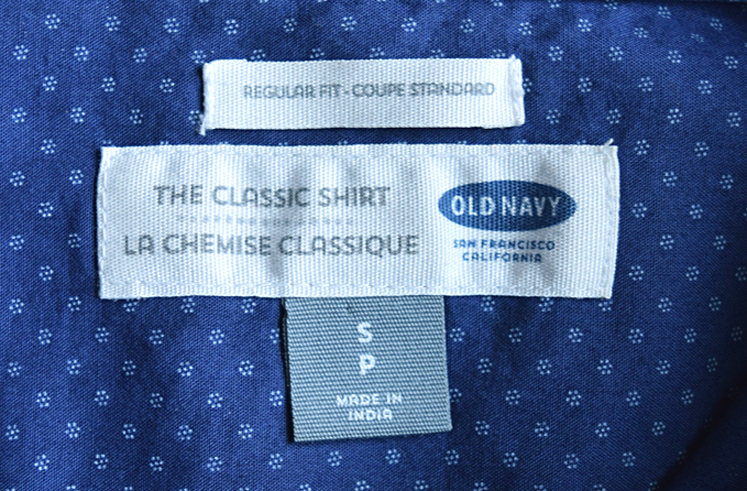 REGULAR FIT • COUPE STANDARD
THE CLASSIC SHIRT
LA CHEMISE CLASSIQUE
OLD NAVY
SAN FRANCISCO
CALIFORNIA
S
P
MADE IN
INDIA